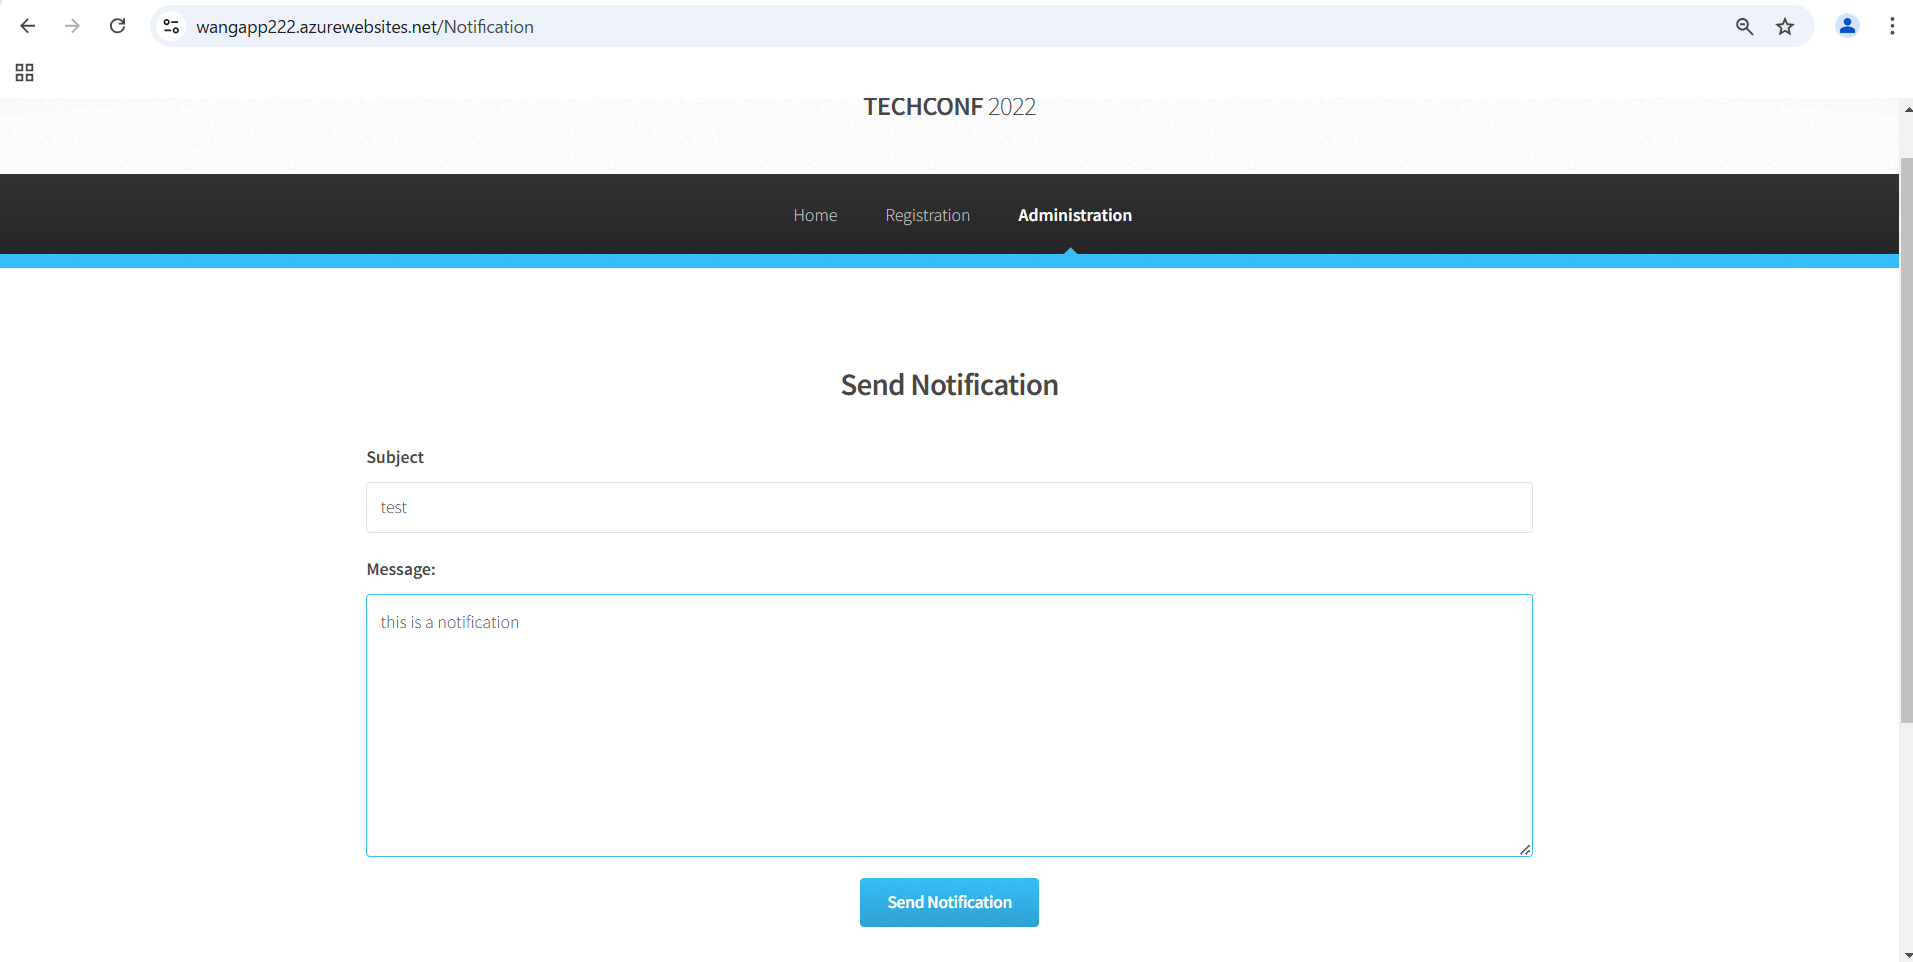 wangapp222.azurewebsites.net/Notification
TECHCONF 2022
Home Registration Administration
Send Notification
Subject
test
Message:
this is a notification
Send Notification